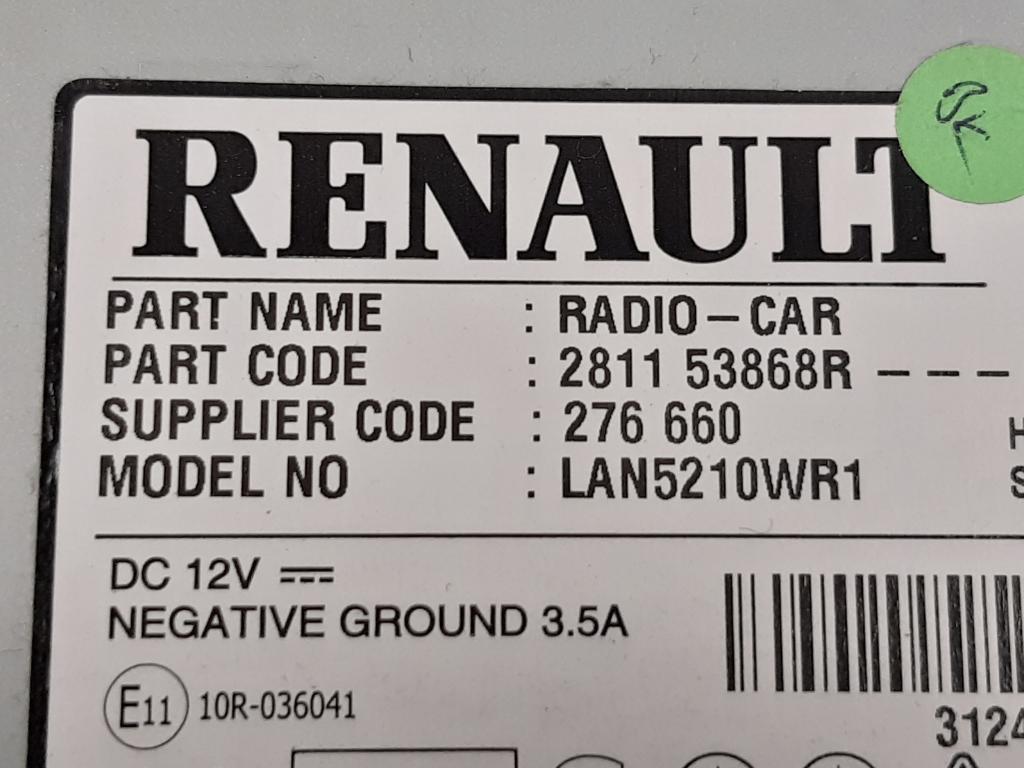 RENAULT
PART NAME : RADIO-CAR
PART CODE : 2811 53868R ---
SUPPLIER CODE : 276 660
MODEL NO : LAN5210WR1
DC 12V
NEGATIVE GROUND 3.5A
E11 10R-036041
3124